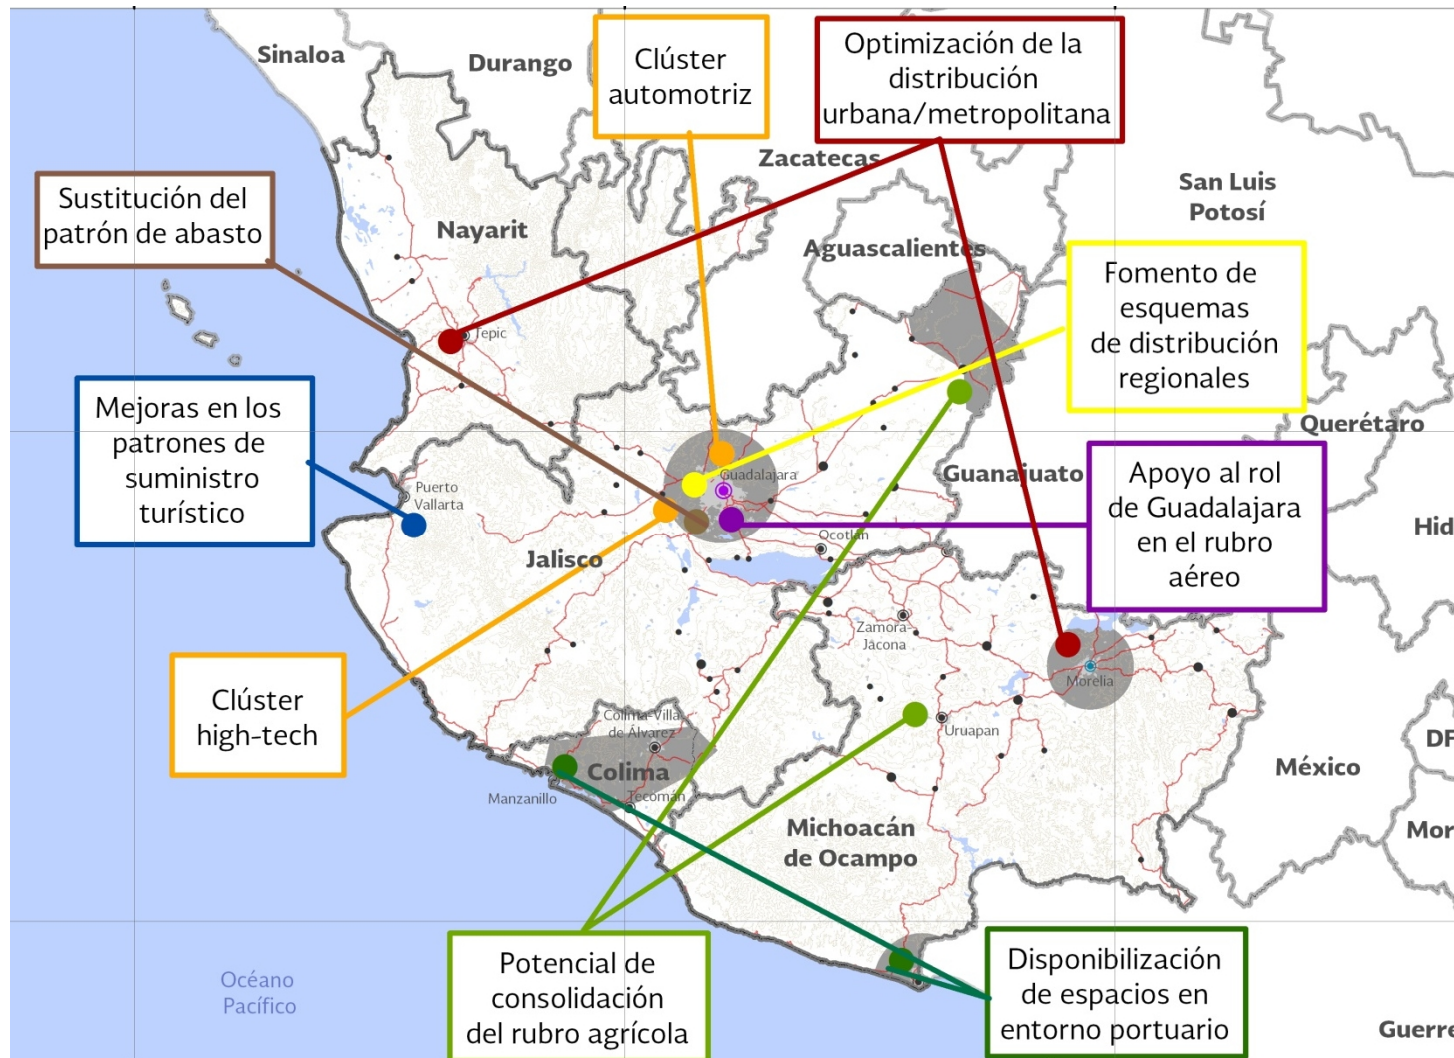 Sinaloa
Durango
Clúster
automotriz
Optimización de la
distribución
urbana/metropolitana
Zacatecas
San Luis
Potosí
Sustitución del
patrón de abasto
Nayarit
Aguascalientes
Fomento de
esquemas
de distribución
regionales
Tepic
Mejoras en los
patrones de
suministro
turístico
Querétaro
Guanajuato
Guadalajara
Puerto
Vallarta
Apoyo al rol
de Guadalajara
en el rubro
aéreo
Hid
Jalisco
Ocotlán
Zamora-
Jacona
Morelia
Clúster
high-tech
Colima-Villa
de Álvarez
Uruapan
DF
Colima
México
Manzanillo
Tecomán
Michoacán
de Ocampo
Mor
Océano
Pacífico
Potencial de
consolidación
del rubro agrícola
Disponibilización
de espacios en
entorno portuario
Guerre